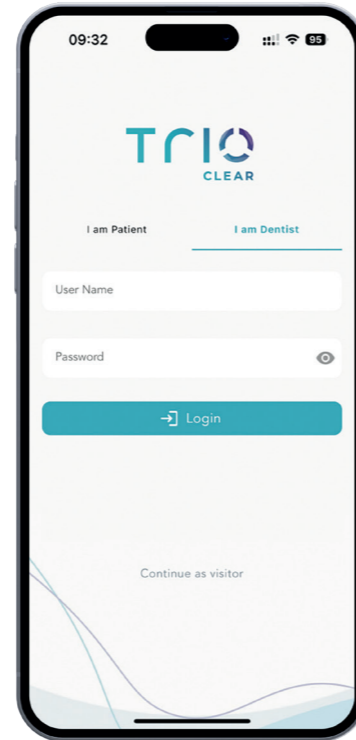 09:32
95
TRIO
CLEAR
I am Patient
I am Dentist
User Name
Password
Login
Continue as visitor